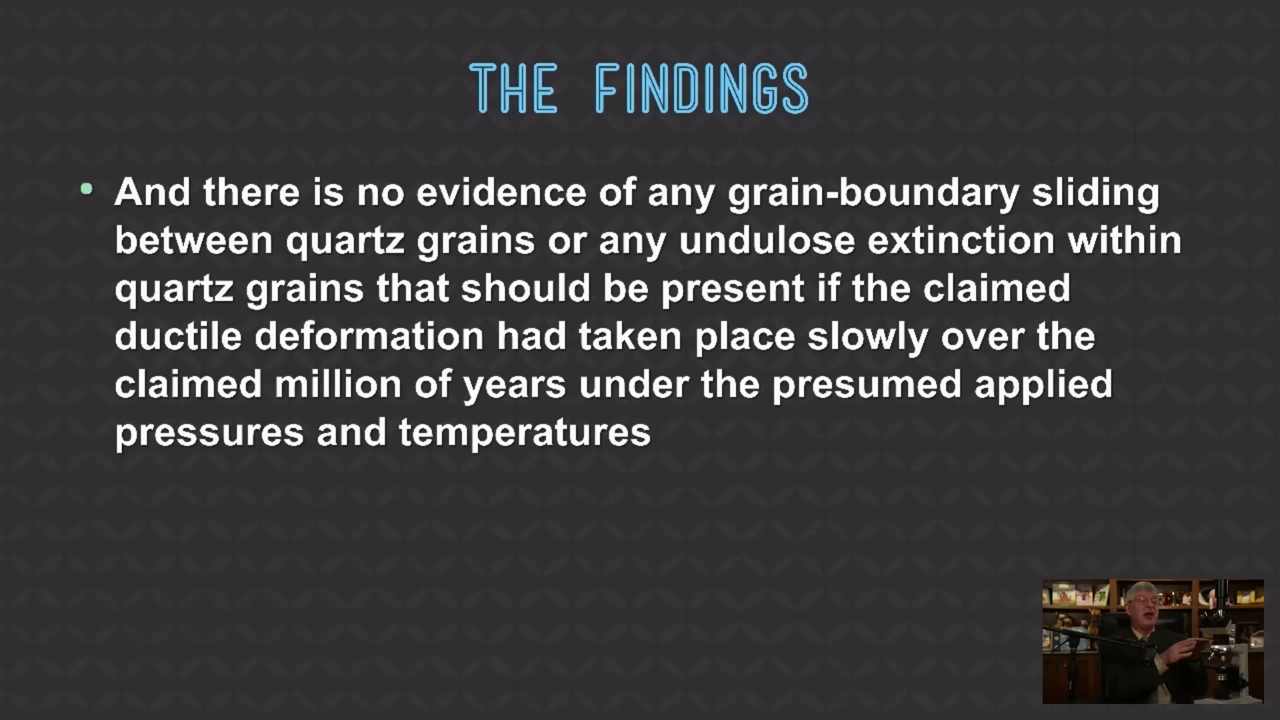 THE FINDINGS
• And there is no evidence of any grain-boundary sliding
between quartz grains or any undulose extinction within
quartz grains that should be present if the claimed
ductile deformation had taken place slowly over the
claimed million of years under the presumed applied
pressures and temperatures